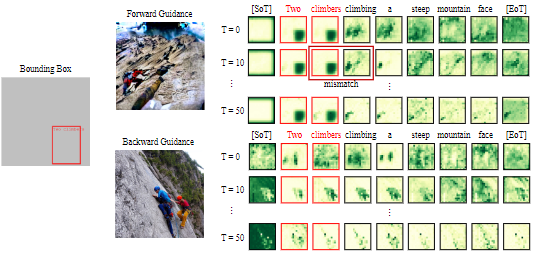 Bounding Box
Forward Guidance
[SoT] Two climbers climbing a steep mountain face [EoT]
T = 0
T = 10
mismatch
⋮ ⋮
T = 50
Backward Guidance
[SoT] Two climbers climbing a steep mountain face [EoT]
T = 0
T = 10
⋮ ⋮
T = 50